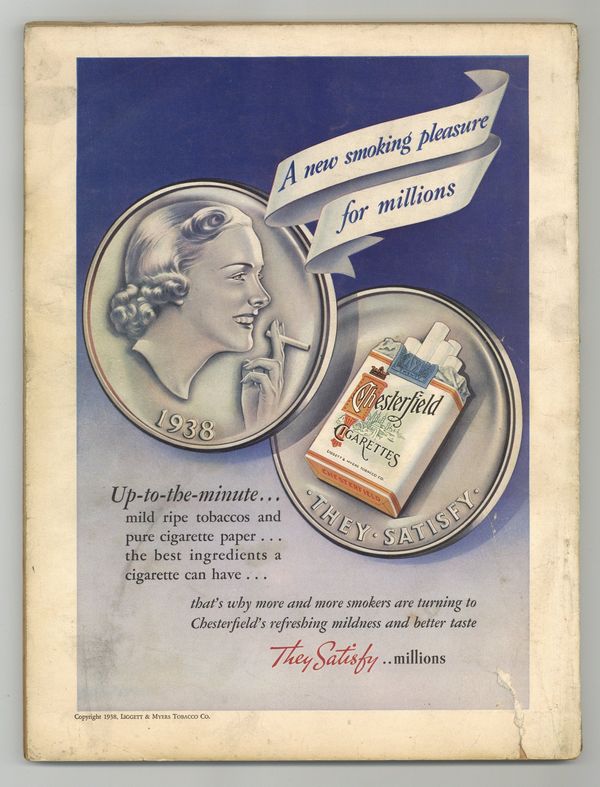 A new smoking pleasure
for millions
1938
Chesterfield
CIGARETTES
LIGGETT & MYERS TOBACCO CO.
CHESTERFIELD
· THEY · SATISFY ·
Up-to-the-minute...
mild ripe tobaccos and
pure cigarette paper . . .
the best ingredients a
cigarette can have . . .
that's why more and more smokers are turning to
Chesterfield's refreshing mildness and better taste
They Satisfy ..millions
Copyright 1938, LIGGETT & MYERS TOBACCO CO.